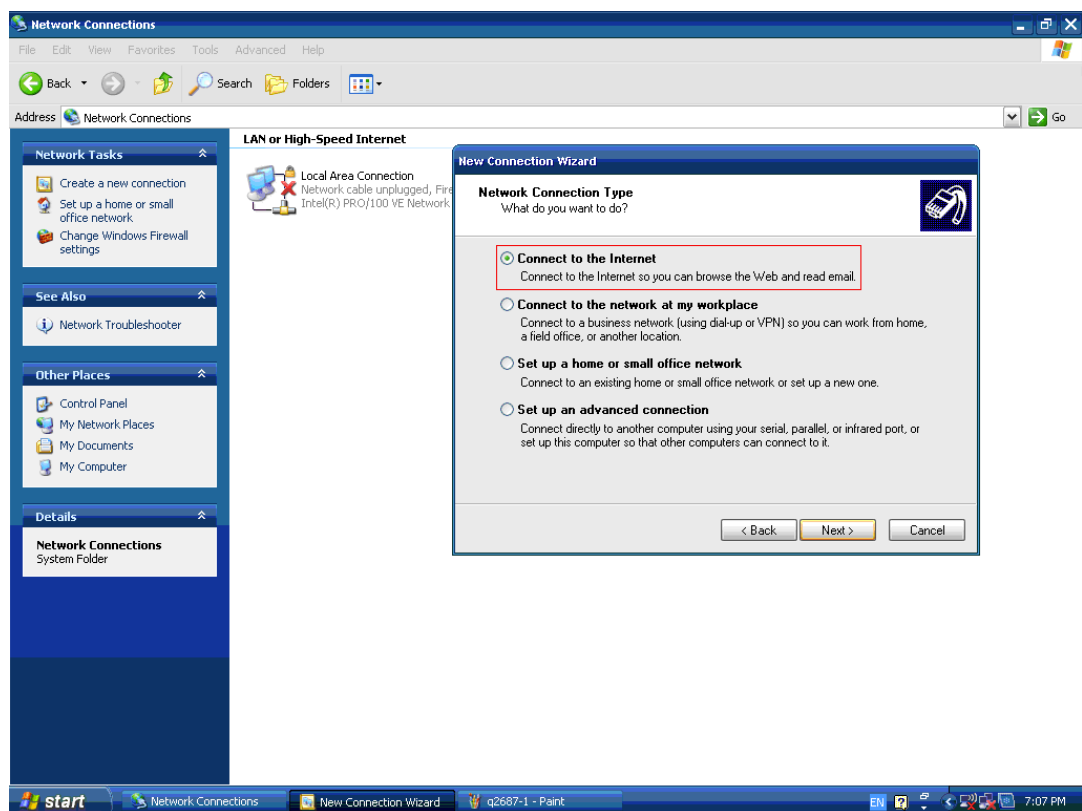 Network Connections
File Edit View Favorites Tools Advanced Help
Back Search Folders
Address Network Connections Go
Network Tasks
Create a new connection
Set up a home or small
office network
Change Windows Firewall
settings
See Also
Network Troubleshooter
Other Places
Control Panel
My Network Places
My Documents
My Computer
Details
Network Connections
System Folder
LAN or High-Speed Internet
Local Area Connection
Network cable unplugged, Fire
Intel(R) PRO/100 VE Network
New Connection Wizard
Network Connection Type
What do you want to do?
Connect to the Internet
Connect to the Internet so you can browse the Web and read email.
Connect to the network at my workplace
Connect to a business network (using dial-up or VPN) so you can work from home,
a field office, or another location.
Set up a home or small office network
Connect to an existing home or small office network or set up a new one.
Set up an advanced connection
Connect directly to another computer using your serial, parallel, or infrared port, or
set up this computer so that other computers can connect to it.
< Back Next > Cancel
start Network Connections New Connection Wizard q2687-1 - Paint EN 7:07 PM